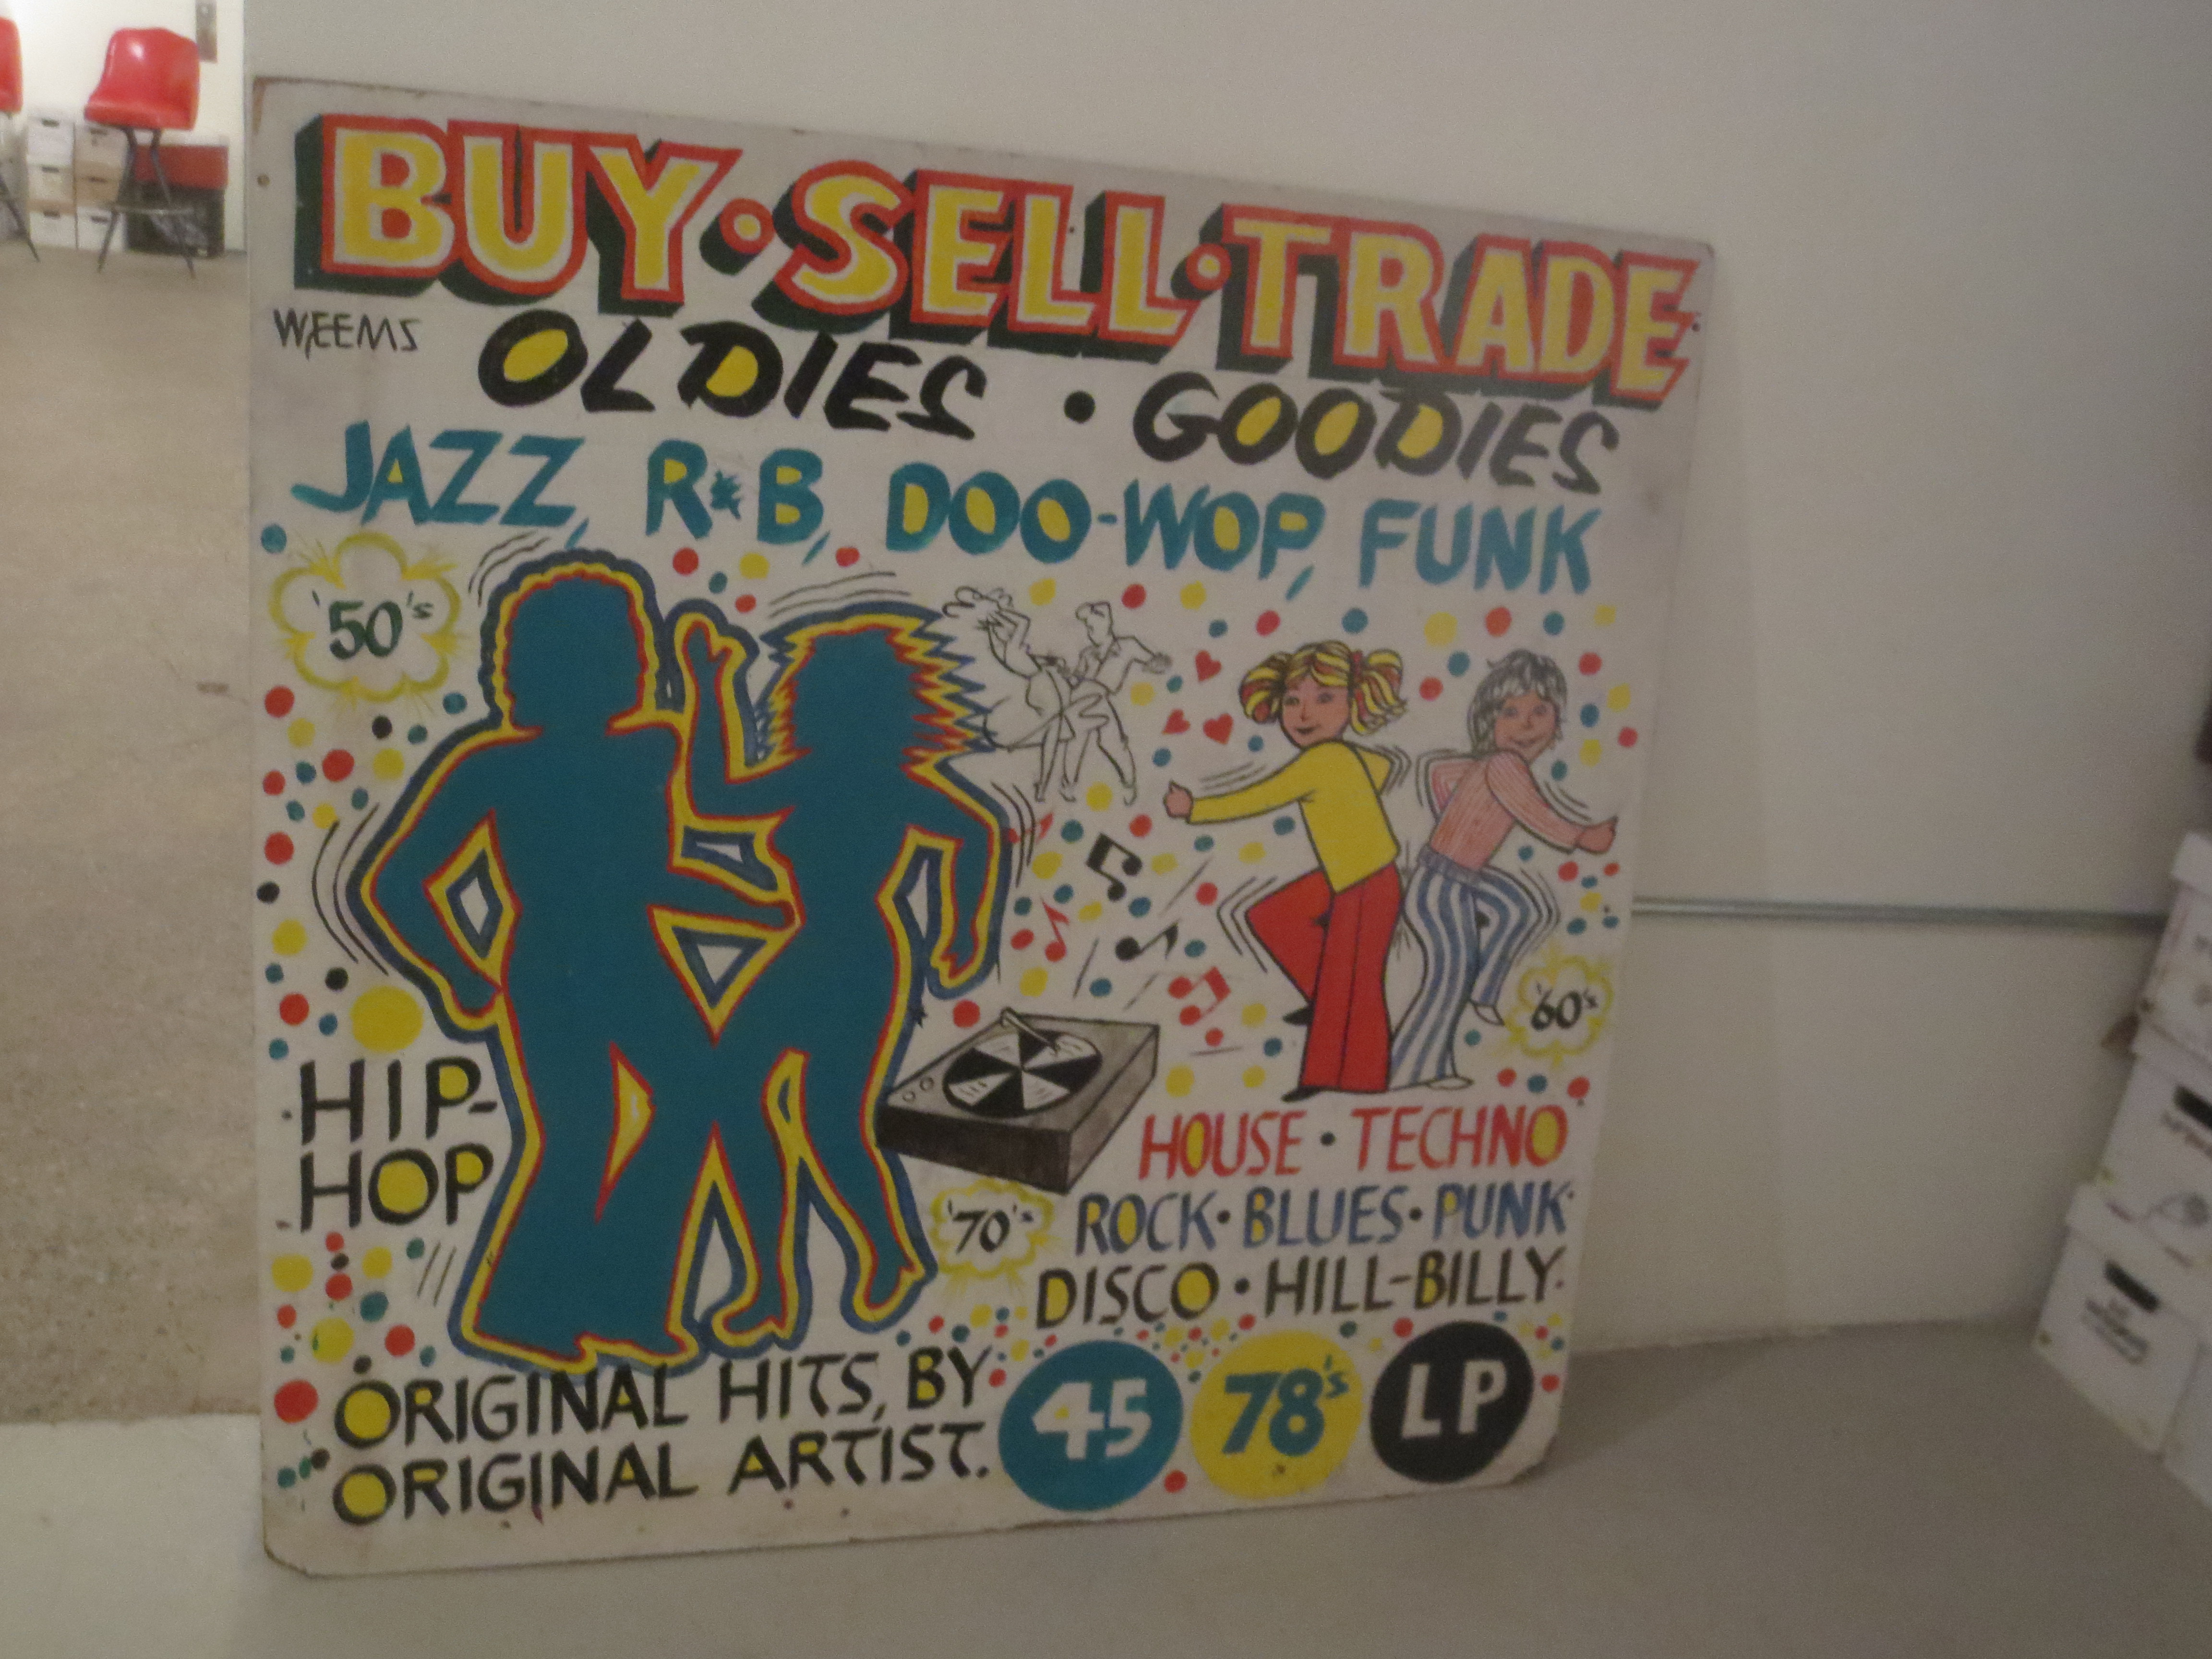 BUY•SELL•TRADE
WEEMS
OLDIES • GOODIES
JAZZ, R&B, DOO-WOP, FUNK
'50's
'60's
HIP-
HOP
HOUSE • TECHNO
'70's
ROCK • BLUES • PUNK
DISCO • HILL-BILLY
ORIGINAL HITS, BY
ORIGINAL ARTIST.
45
78's
LP